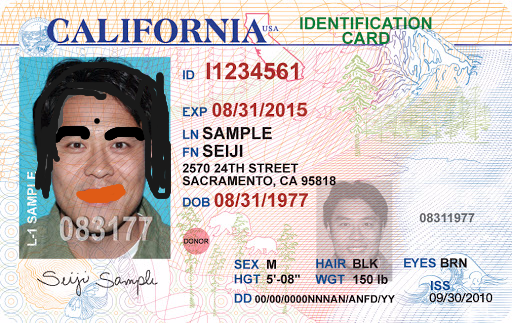 CALIFORNIA USA
IDENTIFICATION
CARD
ID I1234561
EXP 08/31/2015
LN SAMPLE
FN SEIJI
2570 24TH STREET
SACRAMENTO, CA 95818
DOB 08/31/1977
L-1 SAMPLE
083177
DONOR
08311977
Seiji Sample
SEX M HAIR BLK EYES BRN
HGT 5'-08" WGT 150 lb ISS
DD 00/00/0000NNNAN/ANFD/YY 09/30/2010